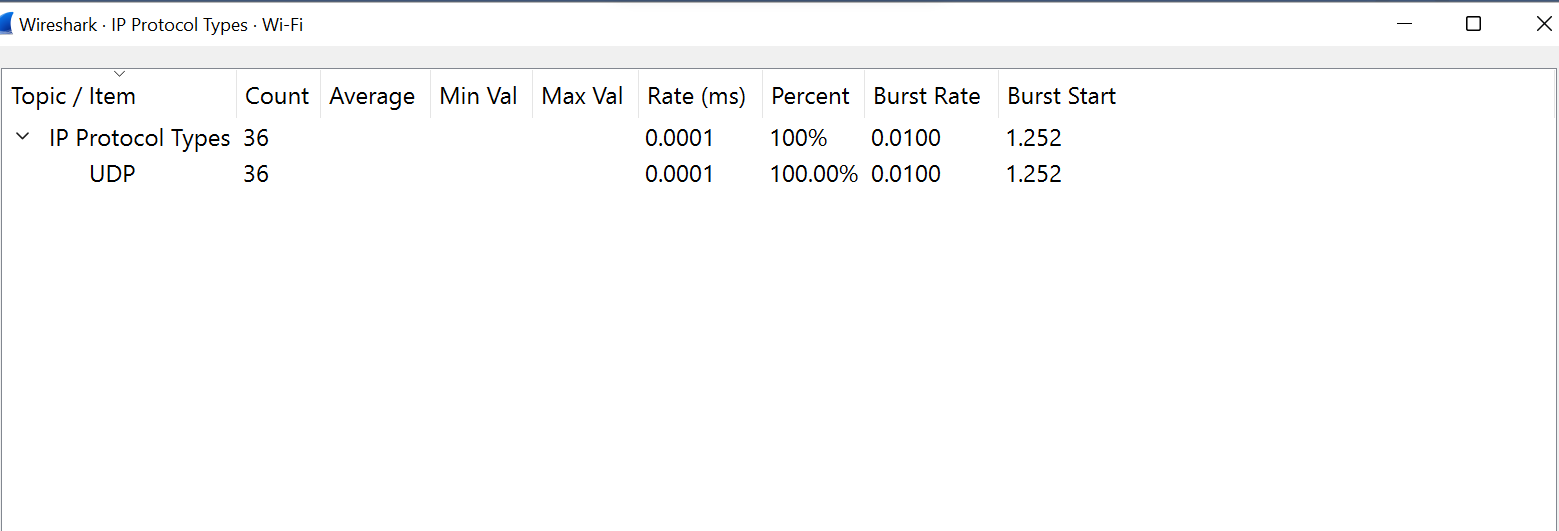 Wireshark · IP Protocol Types · Wi-Fi
Topic / Item Count Average Min Val Max Val Rate (ms) Percent Burst Rate Burst Start
IP Protocol Types 36 0.0001 100% 0.0100 1.252
UDP 36 0.0001 100.00% 0.0100 1.252